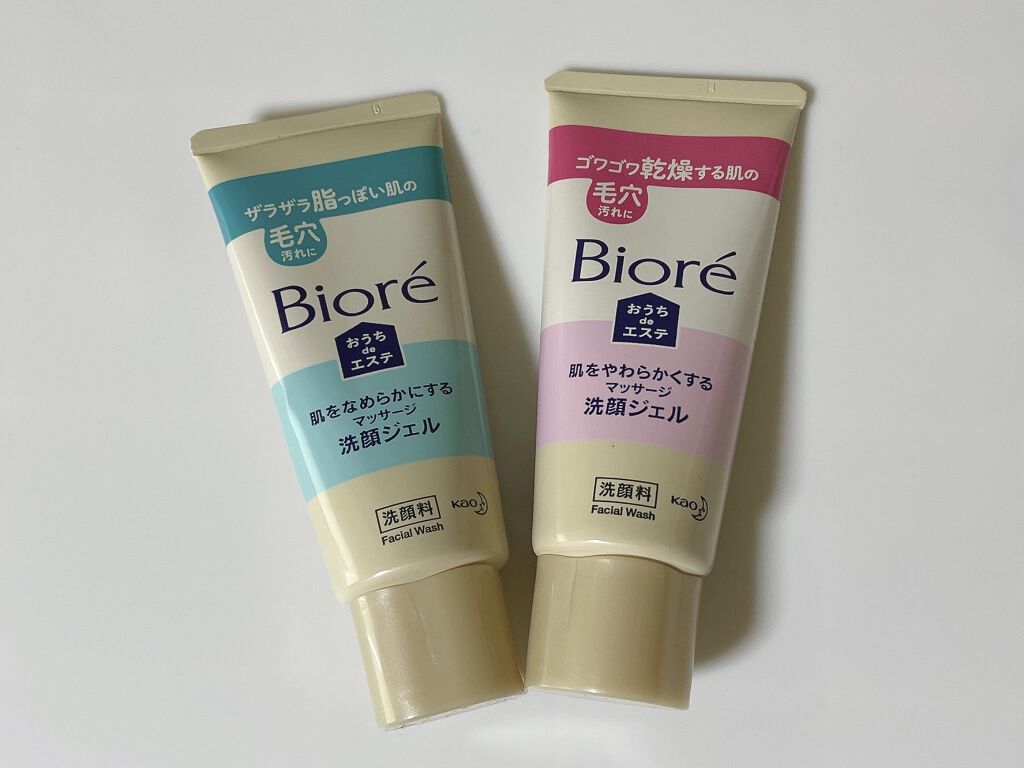 ザラザラ脂っぽい肌の
毛穴
汚れに
Bioré
おうち
de
エステ
肌をなめらかにする
マッサージ
洗顔ジェル
洗顔料
Facial Wash
Kao
ゴワゴワ乾燥する肌の
毛穴
汚れに
Bioré
おうち
de
エステ
肌をやわらかくする
マッサージ
洗顔ジェル
洗顔料
Facial Wash
Kao